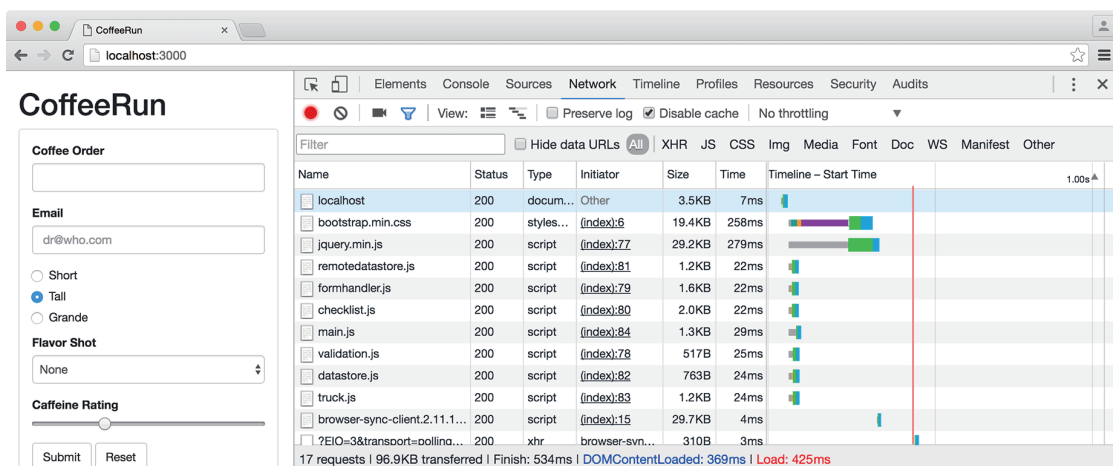 CoffeeRun
localhost:3000
CoffeeRun
Coffee Order
Email
dr@who.com
Short
Tall
Grande
Flavor Shot
None
Caffeine Rating
Submit Reset
Elements Console Sources Network Timeline Profiles Resources Security Audits
View: Preserve log Disable cache No throttling
Filter Hide data URLs All XHR JS CSS Img Media Font Doc WS Manifest Other
Name Status Type Initiator Size Time Timeline – Start Time 1.00s
localhost 200 docum... Other 3.5KB 7ms
bootstrap.min.css 200 styles... (index):6 19.4KB 258ms
jquery.min.js 200 script (index):77 29.2KB 279ms
remotedatastore.js 200 script (index):81 1.2KB 22ms
formhandler.js 200 script (index):79 1.6KB 22ms
checklist.js 200 script (index):80 2.0KB 22ms
main.js 200 script (index):84 1.3KB 29ms
validation.js 200 script (index):78 517B 25ms
datastore.js 200 script (index):82 763B 24ms
truck.js 200 script (index):83 1.2KB 24ms
browser-sync-client.2.11.1... 200 script (index):15 29.7KB 4ms
?EIO=3&transport=polling... 200 xhr browser-syn... 310B 3ms
17 requests | 96.9KB transferred | Finish: 534ms | DOMContentLoaded: 369ms | Load: 425ms